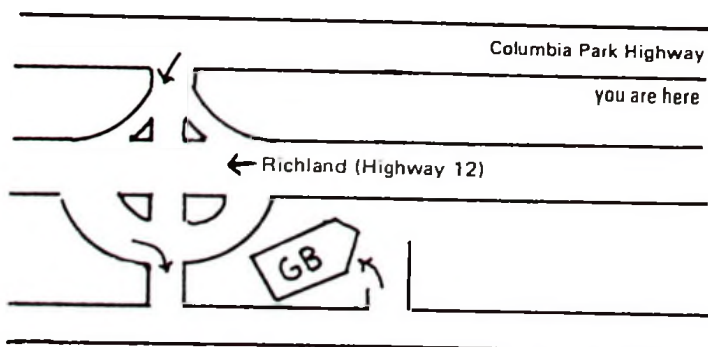 Columbia Park Highway
you are here
Richland (Highway 12)
GB